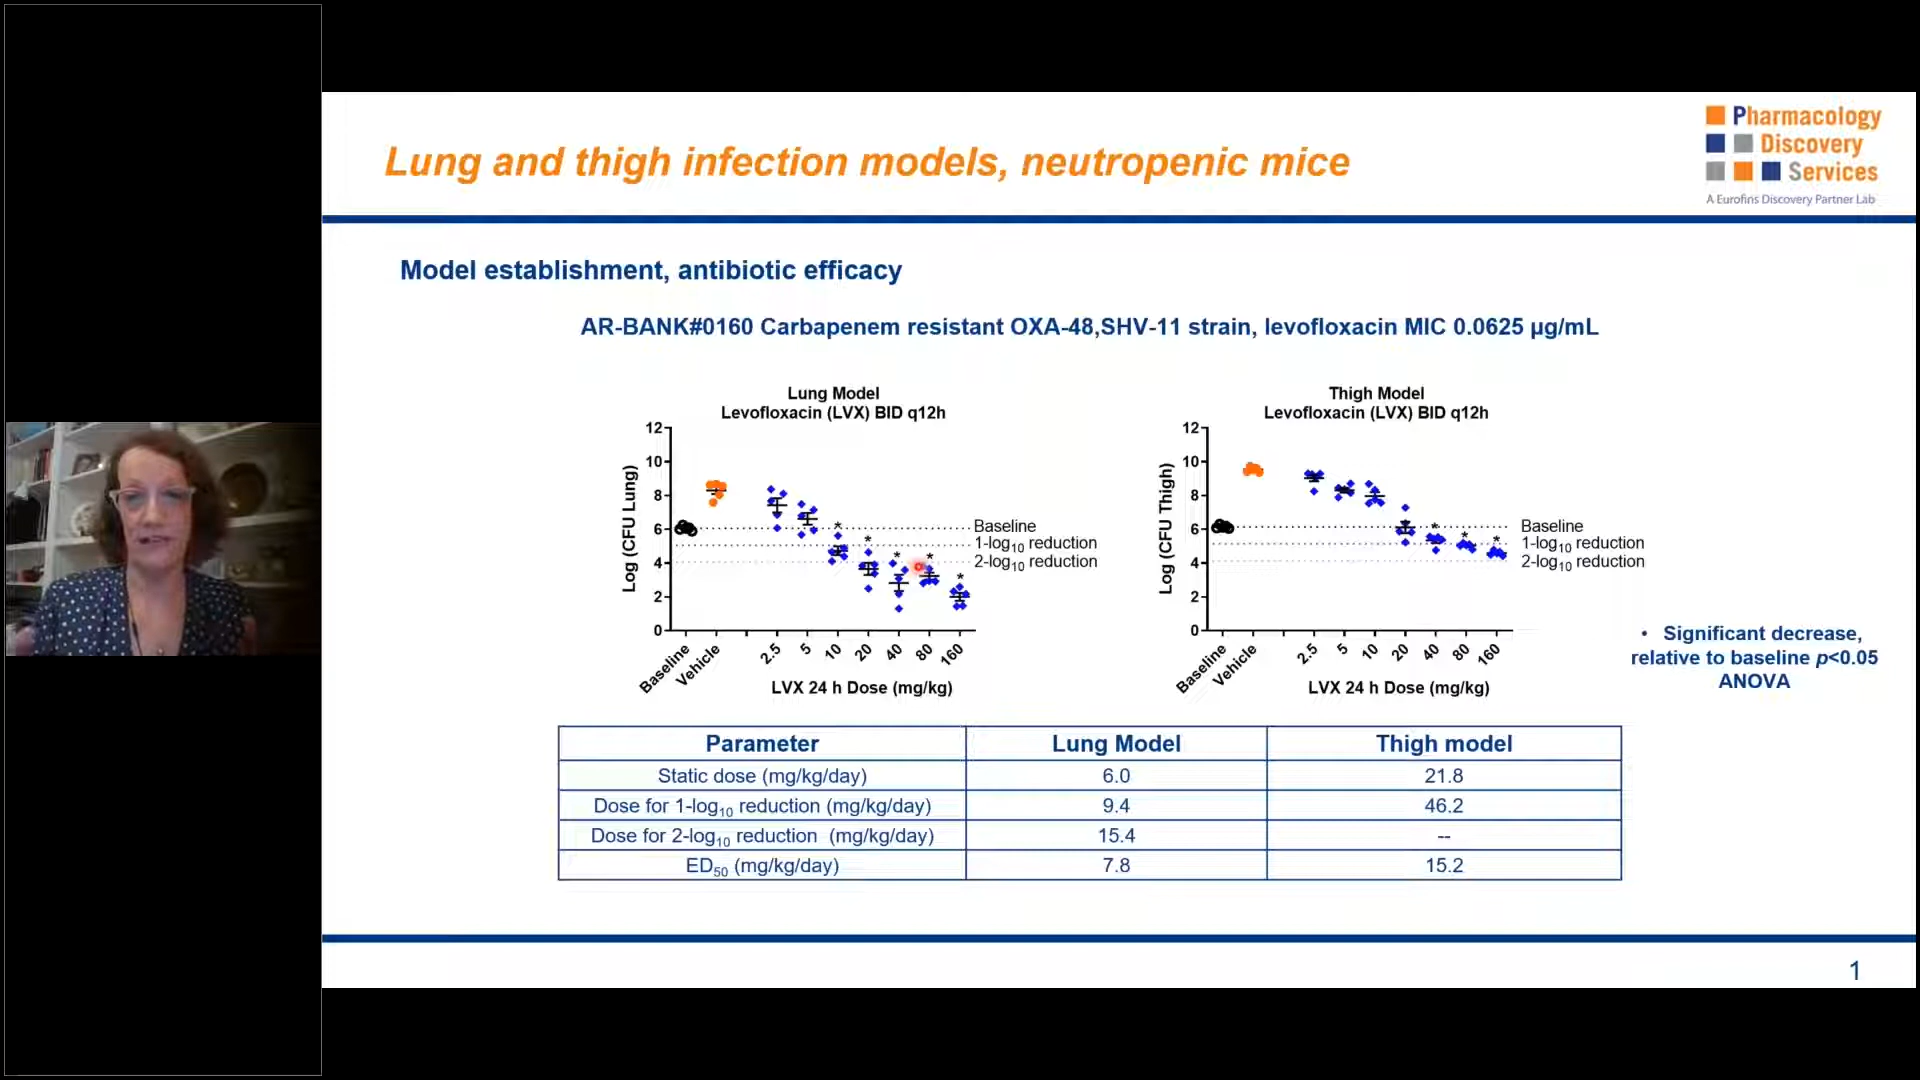 Lung and thigh infection models, neutropenic mice
Pharmacology
Discovery
Services
A Eurofins Discovery Partner Lab
Model establishment, antibiotic efficacy
AR-BANK#0160 Carbapenem resistant OXA-48,SHV-11 strain, levofloxacin MIC 0.0625 µg/mL
Lung Model
Levofloxacin (LVX) BID q12h
Log (CFU Lung)
12
10
8
6
4
2
0
* * * * *
Baseline
1-log10 reduction
2-log10 reduction
Baseline Vehicle 2.5 5 10 20 40 80 160
LVX 24 h Dose (mg/kg)
Thigh Model
Levofloxacin (LVX) BID q12h
Log (CFU Thigh)
12
10
8
6
4
2
0
* * *
Baseline
1-log10 reduction
2-log10 reduction
Baseline Vehicle 2.5 5 10 20 40 80 160
LVX 24 h Dose (mg/kg)
• Significant decrease,
relative to baseline p<0.05
ANOVA
Parameter Lung Model Thigh model
Static dose (mg/kg/day) 6.0 21.8
Dose for 1-log10 reduction (mg/kg/day) 9.4 46.2
Dose for 2-log10 reduction (mg/kg/day) 15.4 --
ED50 (mg/kg/day) 7.8 15.2
1